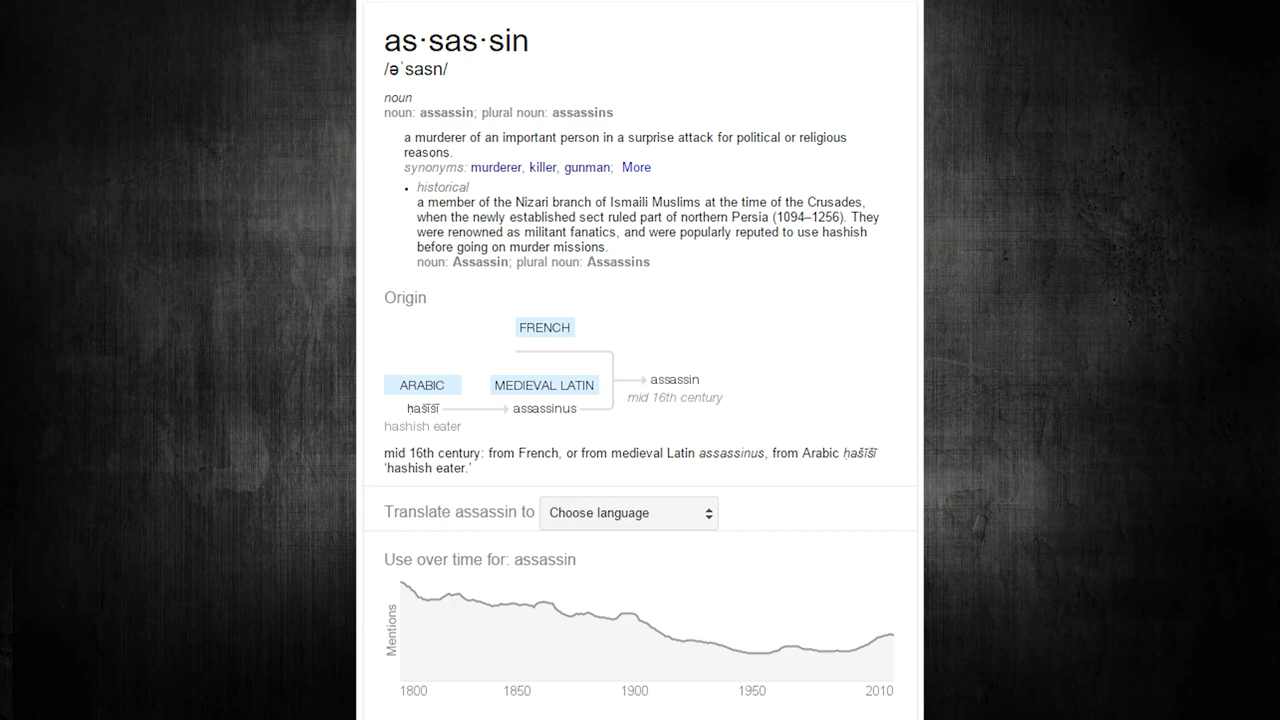 as·sas·sin
/əˈsasn/
noun
noun: assassin; plural noun: assassins
a murderer of an important person in a surprise attack for political or religious
reasons.
synonyms: murderer, killer, gunman; More
• historical
a member of the Nizari branch of Ismaili Muslims at the time of the Crusades,
when the newly established sect ruled part of northern Persia (1094–1256). They
were renowned as militant fanatics, and were popularly reputed to use hashish
before going on murder missions.
noun: Assassin; plural noun: Assassins
Origin
FRENCH
ARABIC
MEDIEVAL LATIN
ḥašīšī
assassinus
hashish eater
assassin
mid 16th century
mid 16th century: from French, or from medieval Latin assassinus, from Arabic ḥašīšī
‘hashish eater.’
Translate assassin to Choose language
Use over time for: assassin
Mentions
1800 1850 1900 1950 2010